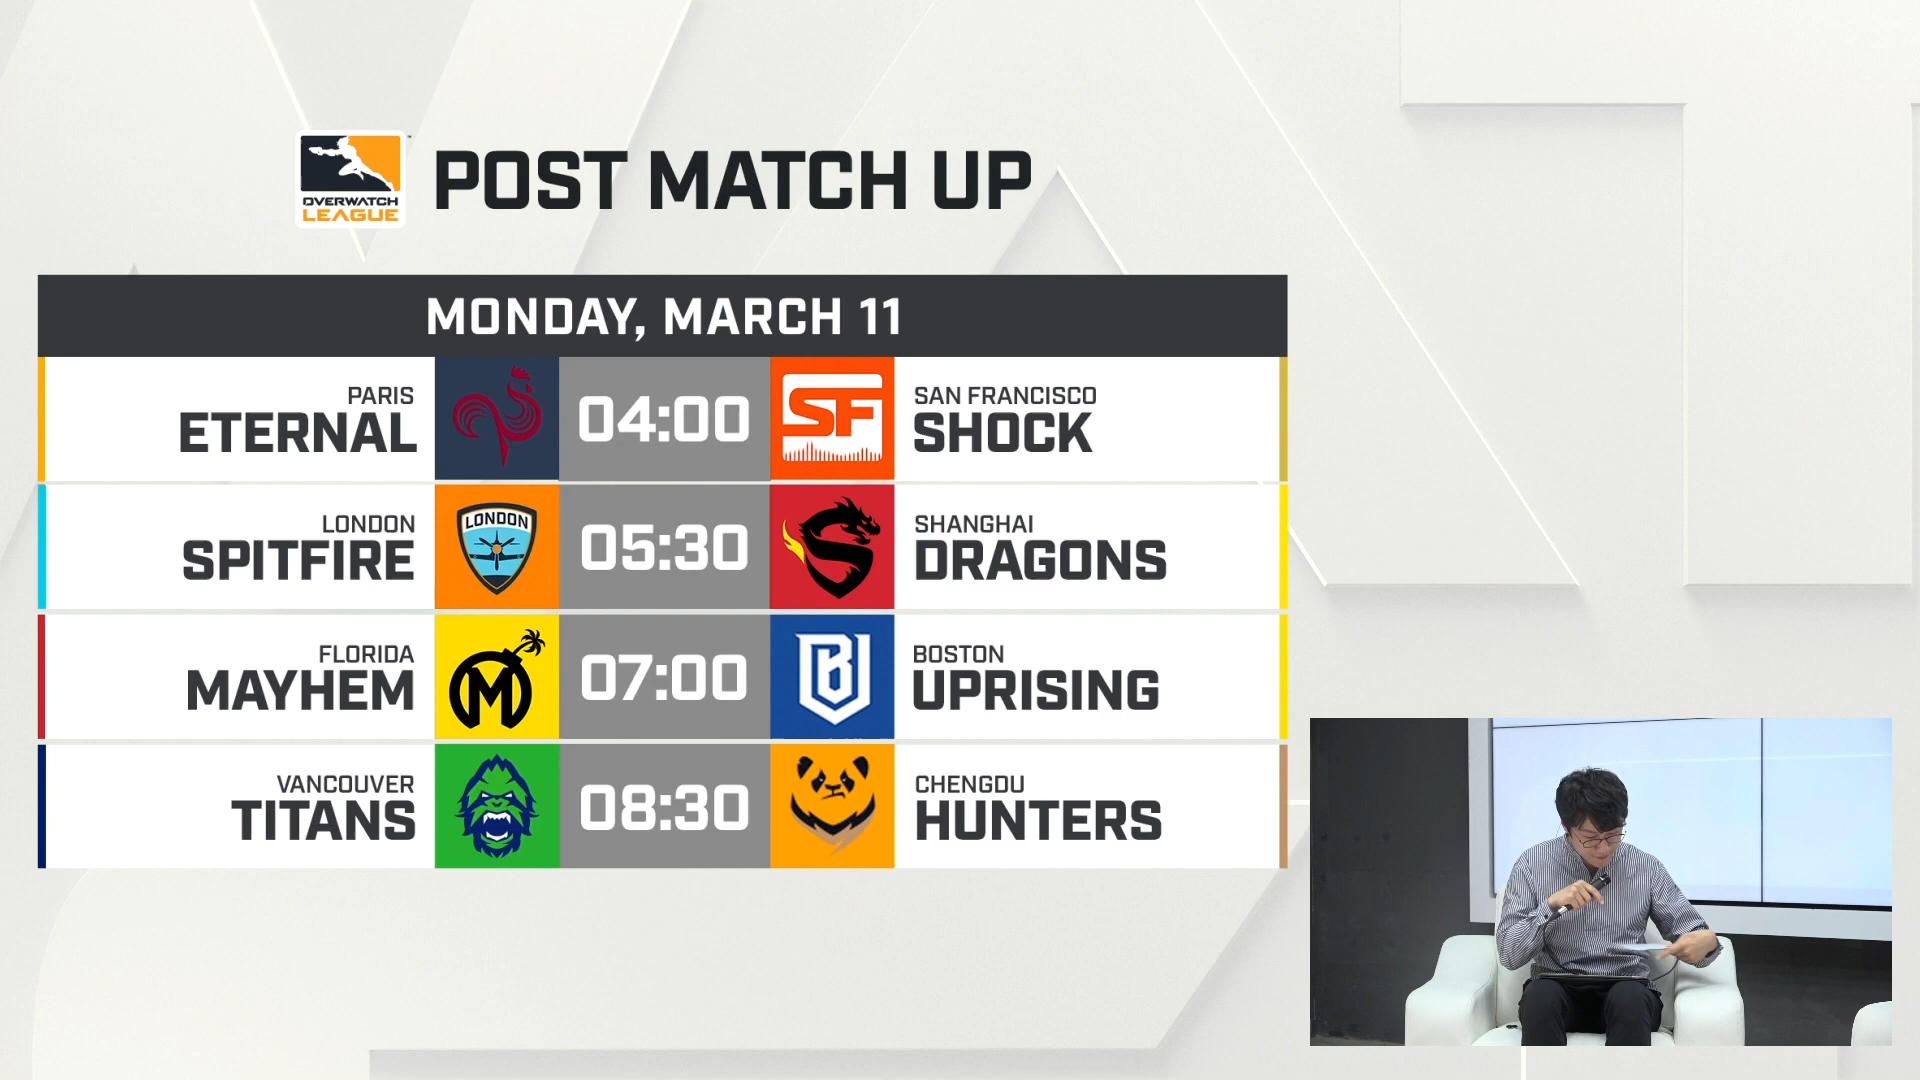 OVERWATCH
LEAGUE
POST MATCH UP
MONDAY, MARCH 11
PARIS
ETERNAL
04:00
SF
SAN FRANCISCO
SHOCK
LONDON
SPITFIRE
LONDON
05:30
SHANGHAI
DRAGONS
FLORIDA
MAYHEM
M
07:00
B
BOSTON
UPRISING
VANCOUVER
TITANS
08:30
CHENGDU
HUNTERS